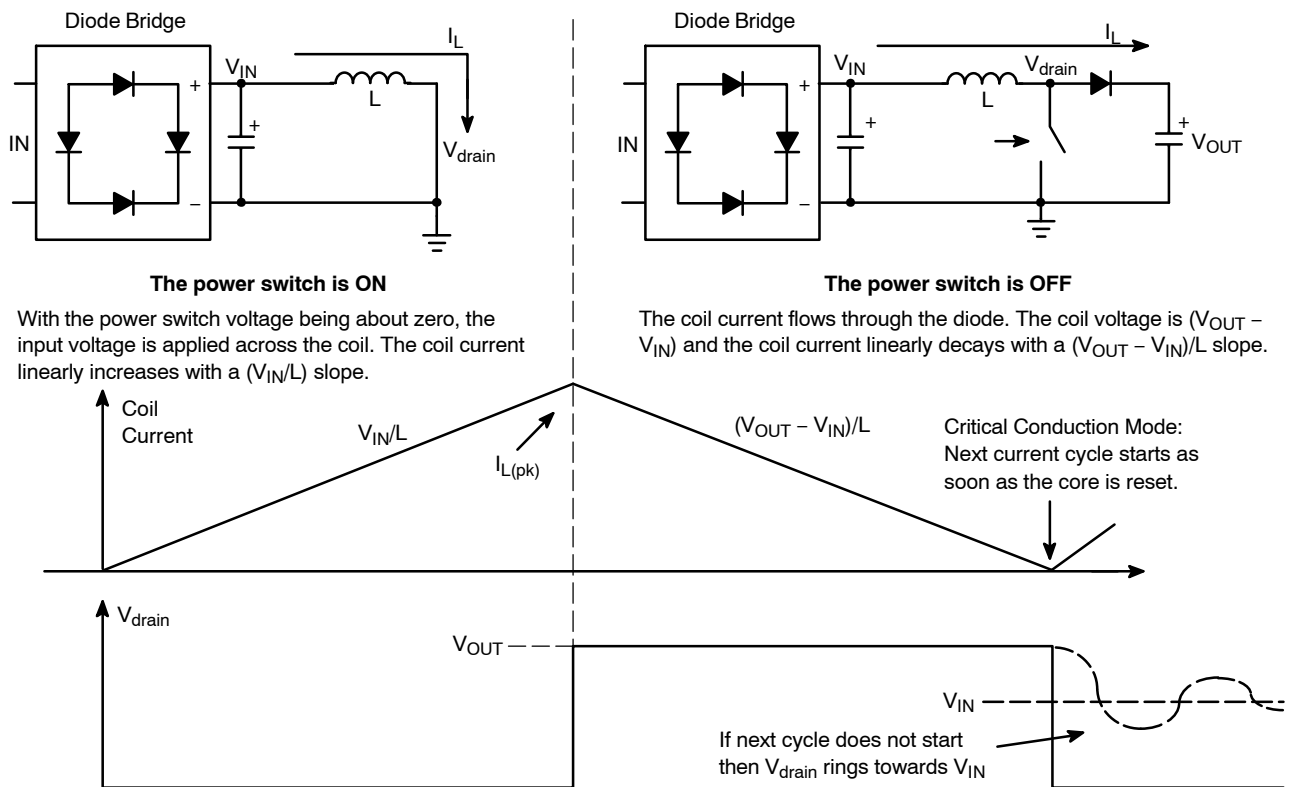 Diode Bridge
IN
+
−
VIN
+
L
IL
Vdrain
The power switch is ON
With the power switch voltage being about zero, the
input voltage is applied across the coil. The coil current
linearly increases with a (VIN/L) slope.
Diode Bridge
IN
+
−
VIN
+
L
IL
Vdrain
+
VOUT
The power switch is OFF
The coil current flows through the diode. The coil voltage is (VOUT −
VIN) and the coil current linearly decays with a (VOUT − VIN)/L slope.
Coil
Current
VIN/L
IL(pk)
(VOUT − VIN)/L
Critical Conduction Mode:
Next current cycle starts as
soon as the core is reset.
Vdrain
VOUT
VIN
If next cycle does not start
then Vdrain rings towards VIN